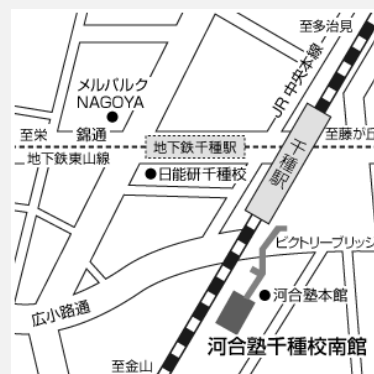 至多治見
JR 中央本線
メルパルク
NAGOYA
至栄
錦通
地下鉄千種駅
千種駅
至藤が丘
地下鉄東山線
日能研千種校
ビクトリーブリッジ
河合塾本館
広小路通
河合塾千種校南館
至金山